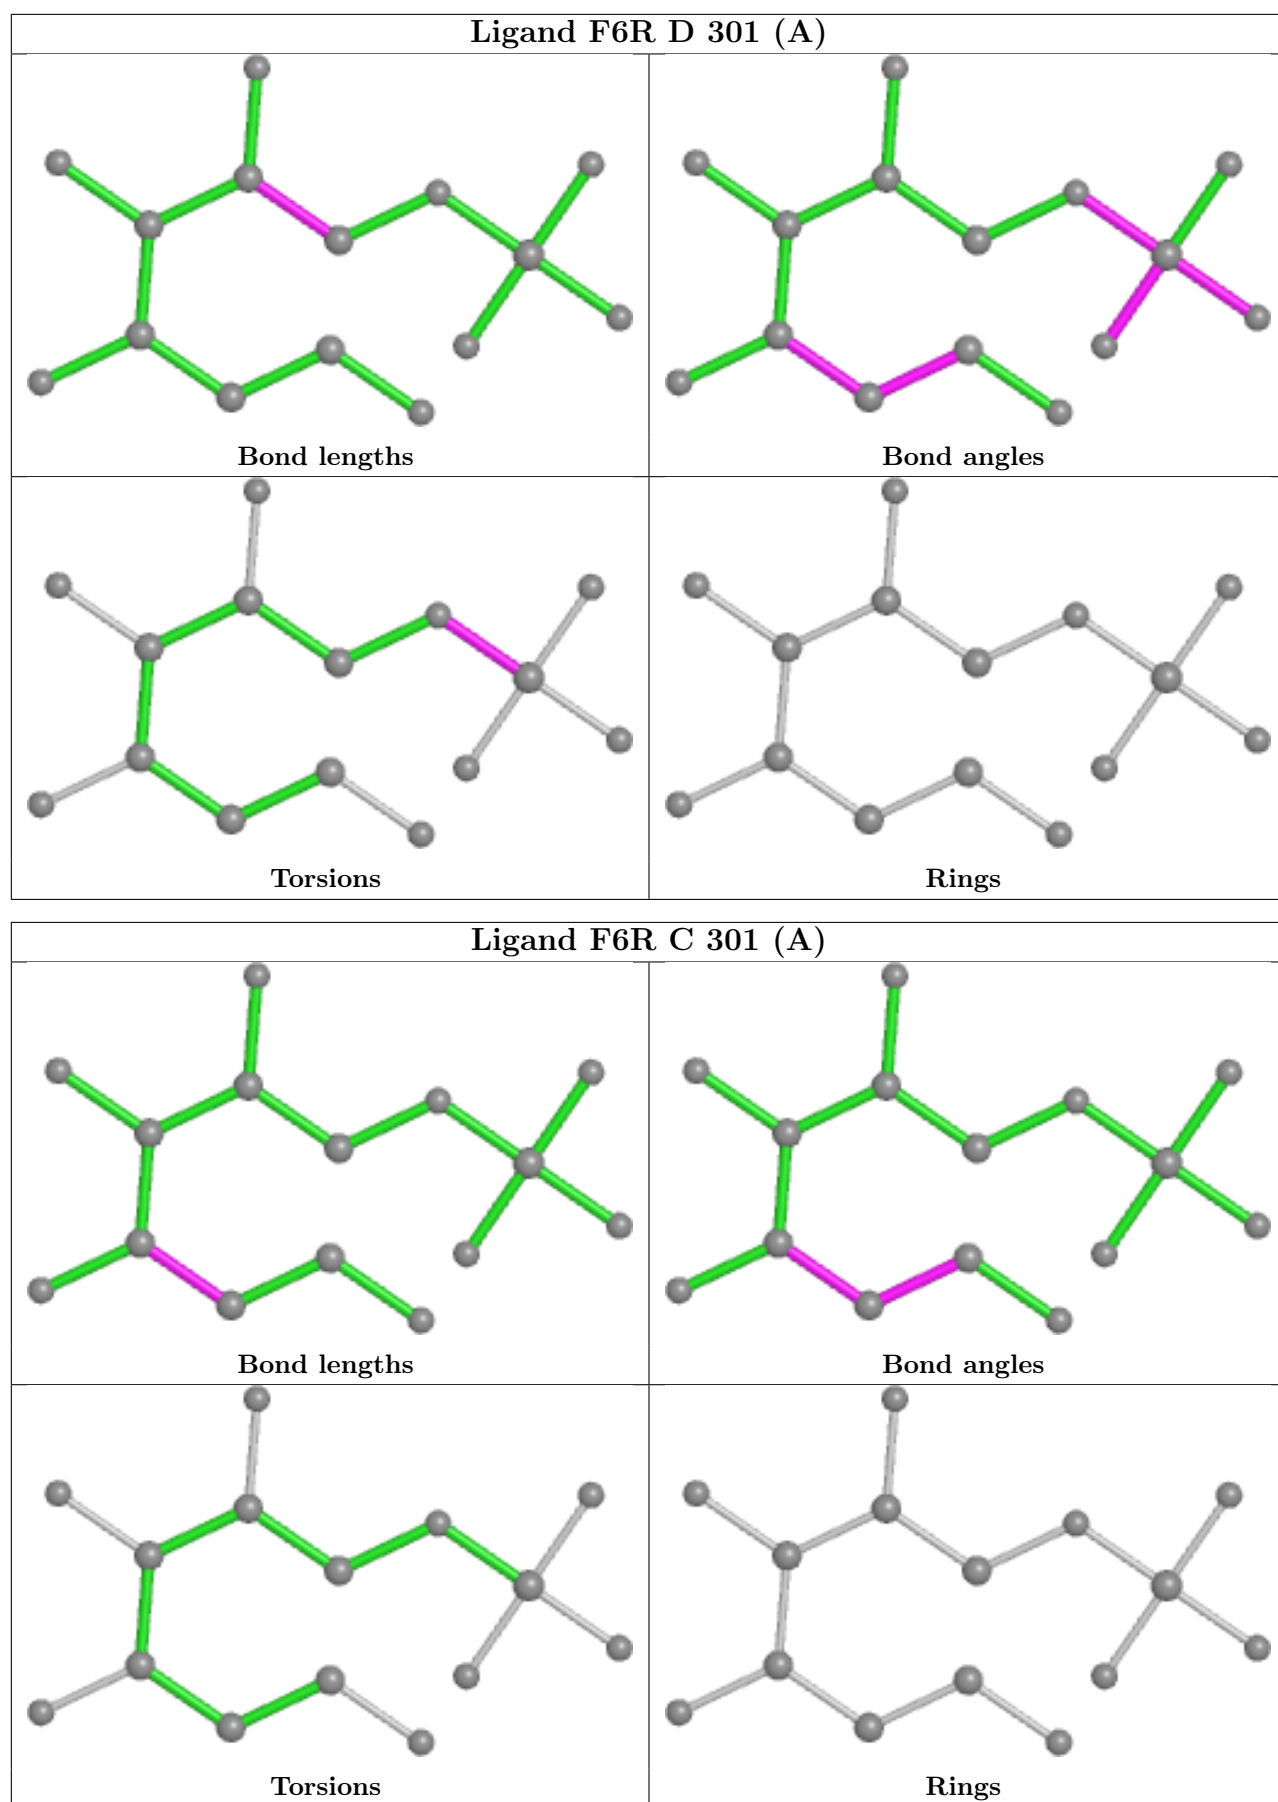 Ligand F6R D 301 (A)
Bond lengths
Bond angles
Torsions
Rings
Ligand F6R C 301 (A)
Bond lengths
Bond angles
Torsions
Rings